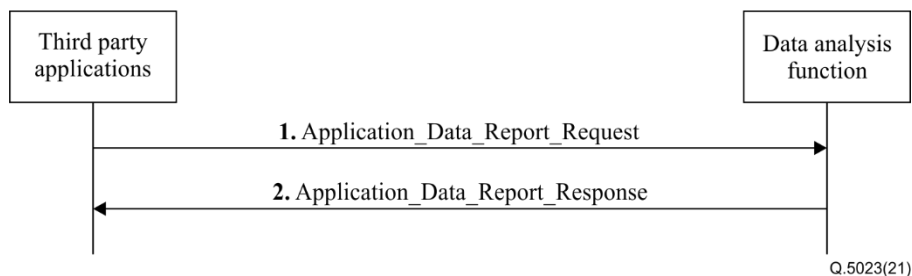 Third party
applications
Data analysis
function
1. Application_Data_Report_Request
2. Application_Data_Report_Response
Q.5023(21)